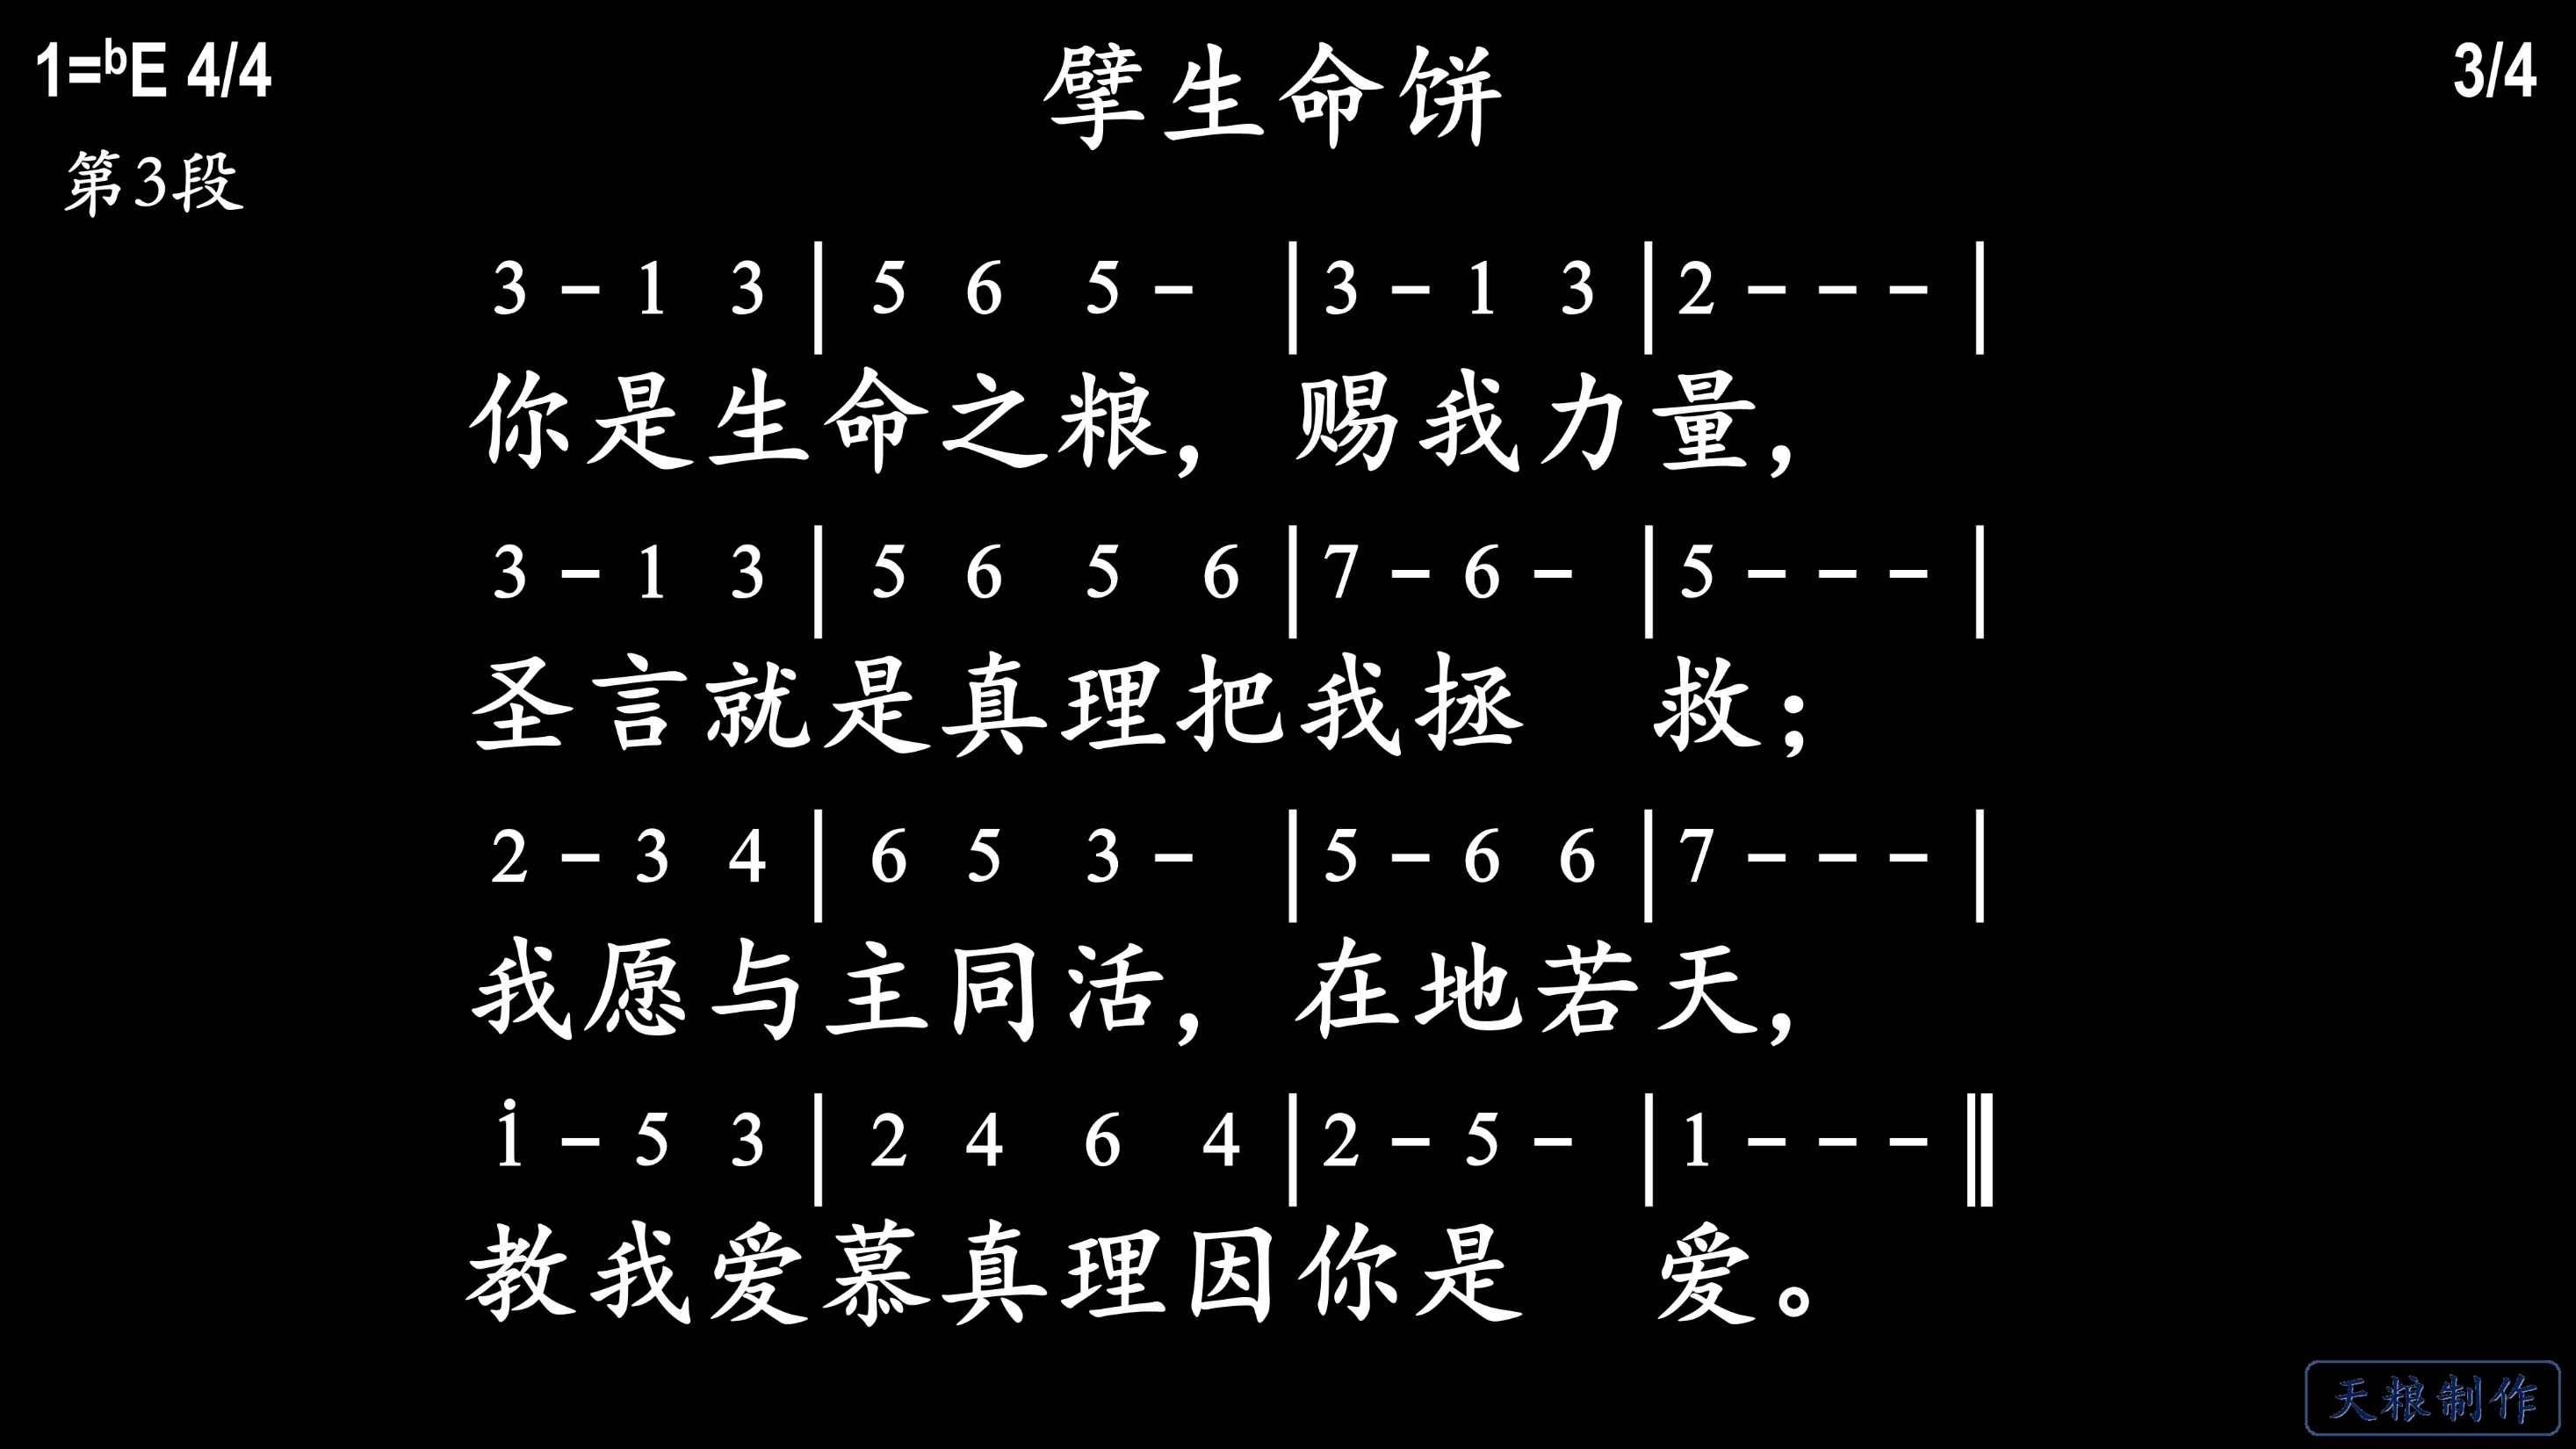 1=ᵇE 4/4
擘生命饼
3/4
第3段
3 – 1 3 | 5 6 5 – | 3 – 1 3 | 2 – – – |
你是生命之粮，赐我力量，
3 – 1 3 | 5 6 5 6 | 7 – 6 – | 5 – – – |
圣言就是真理把我拯 救；
2 – 3 4 | 6 5 3 – | 5 – 6 6 | 7 – – – |
我愿与主同活，在地若天，
i – 5 3 | 2 4 6 4 | 2 – 5 – | 1 – – – ‖
教我爱慕真理因你是 爱。
天粮制作